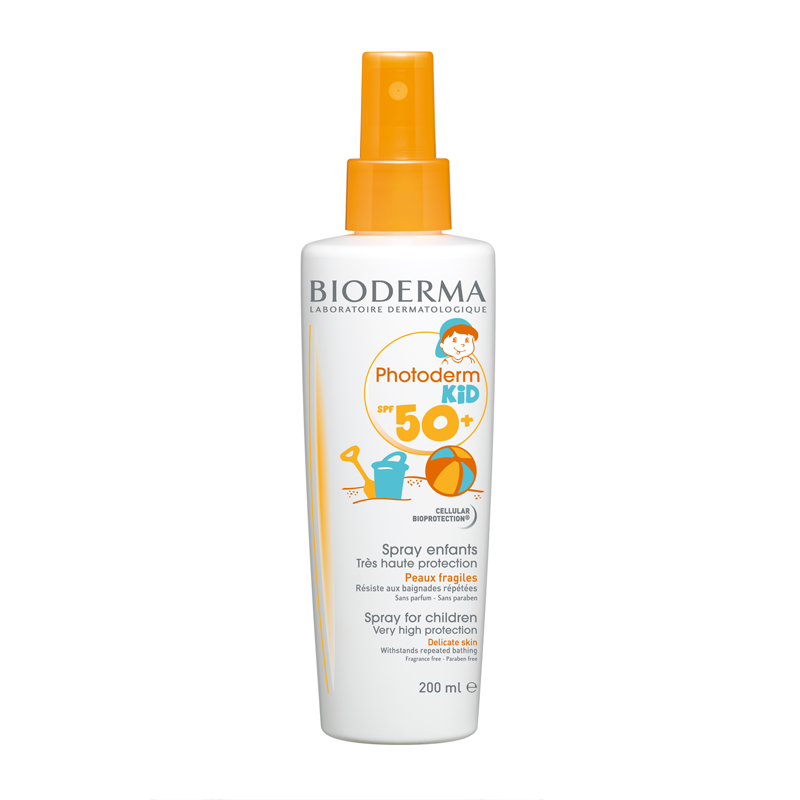 BIODERMA
LABORATOIRE DERMATOLOGIQUE
Photoderm
KiD
SPF 50+
CELLULAR
BIOPROTECTION®
Spray enfants
Très haute protection
Peaux fragiles
Résiste aux baignades répétées
Sans parfum - Sans paraben
Spray for children
Very high protection
Delicate skin
Withstands repeated bathing
Fragrance free - Paraben free
200 ml ℮